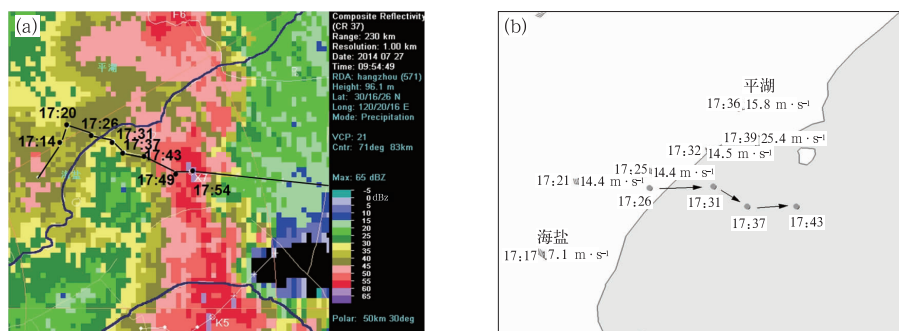 (a)
F6
平湖
17:20
17:26
17:31
17:14
17:37
17:43
17:49
17:54
K5
Composite Reflectivity
(CR 37)
Range: 230 km
Resolution: 1.00 km
Date: 2014 07 27
Time: 09:54:49
RDA: hangzhou (571)
Height: 96.1 m
Lat: 30/16/26 N
Long: 120/20/16 E
Mode: Precipitation
VCP: 21
Cntr: 71deg 83km
Max: 65 dBZ
-5
0 dBz
5
10
15
20
25
30
35
40
45
50
55
60
65
Polar: 50km 30deg
(b)
平湖
17:36 15.8 m·s⁻¹
17:39 25.4 m·s⁻¹
17:32 14.5 m·s⁻¹
17:25 14.4 m·s⁻¹
17:21 14.4 m·s⁻¹
17:26
17:31
17:37
17:43
海盐
17:17 7.1 m·s⁻¹